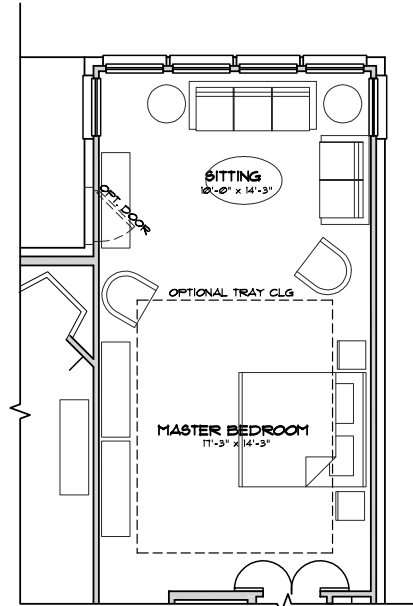 SITTING
10'-0" x 14'-3"
OPT. DOOR
OPTIONAL TRAY CLG
MASTER BEDROOM
17'-3" x 14'-3"